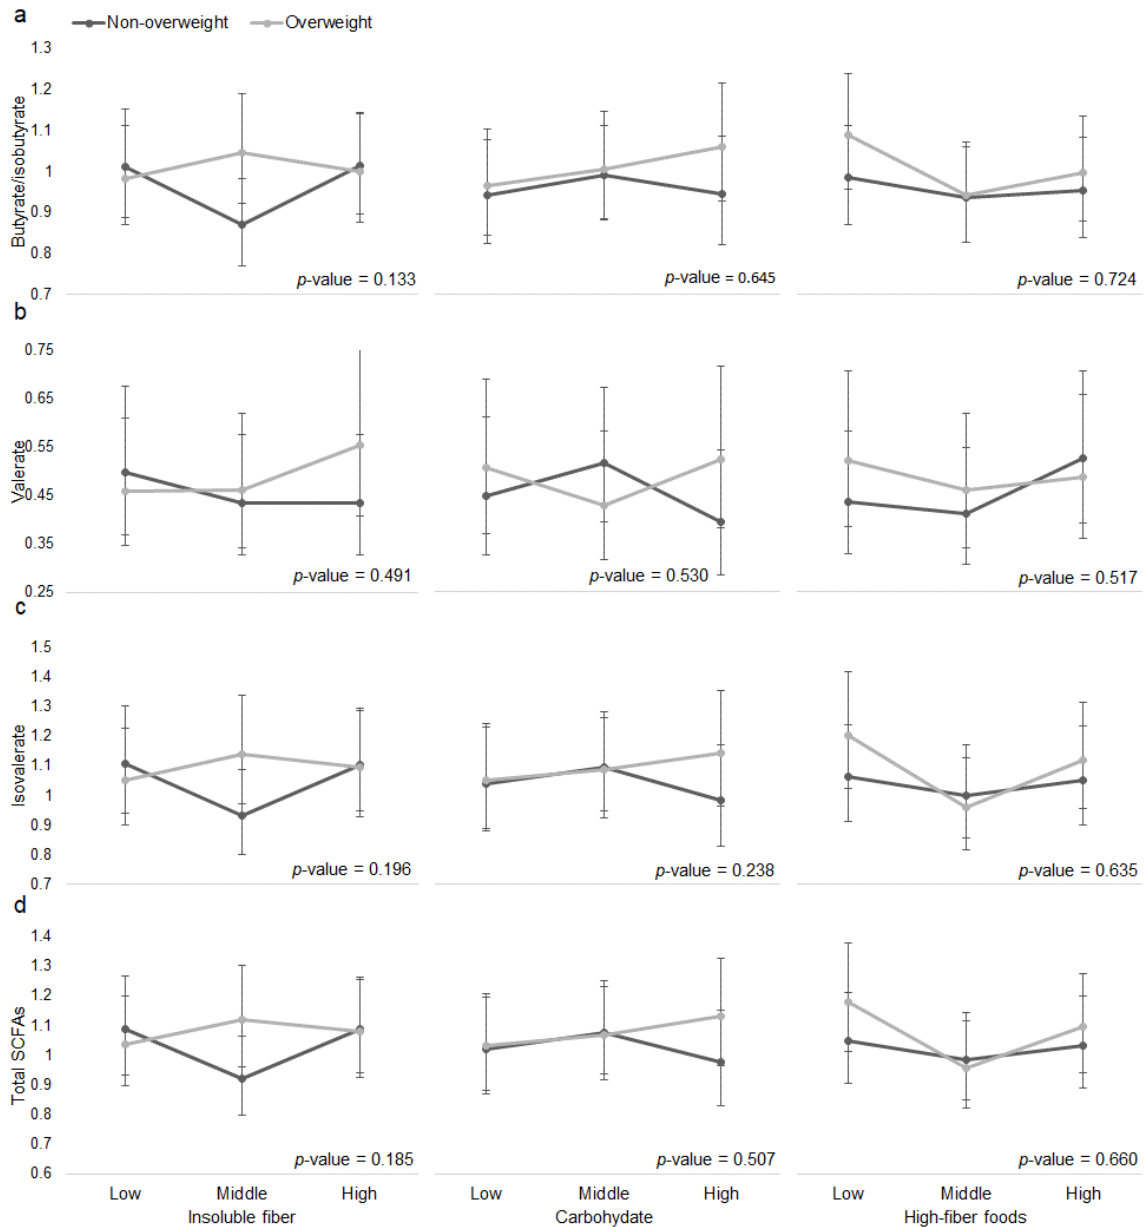 a
Non-overweight Overweight
Butyrate/isobutyrate
1.3
1.2
1.1
1
0.9
0.8
0.7
p-value = 0.133
p-value = 0.645
p-value = 0.724
b
Valerate
0.75
0.65
0.55
0.45
0.35
0.25
p-value = 0.491
p-value = 0.530
p-value = 0.517
c
Isovalerate
1.5
1.4
1.3
1.2
1.1
1
0.9
0.8
0.7
p-value = 0.196
p-value = 0.238
p-value = 0.635
d
Total SCFAs
1.4
1.3
1.2
1.1
1
0.9
0.8
0.7
0.6
p-value = 0.185
p-value = 0.507
p-value = 0.660
Low Middle High
Insoluble fiber
Low Middle High
Carbohydate
Low Middle High
High-fiber foods